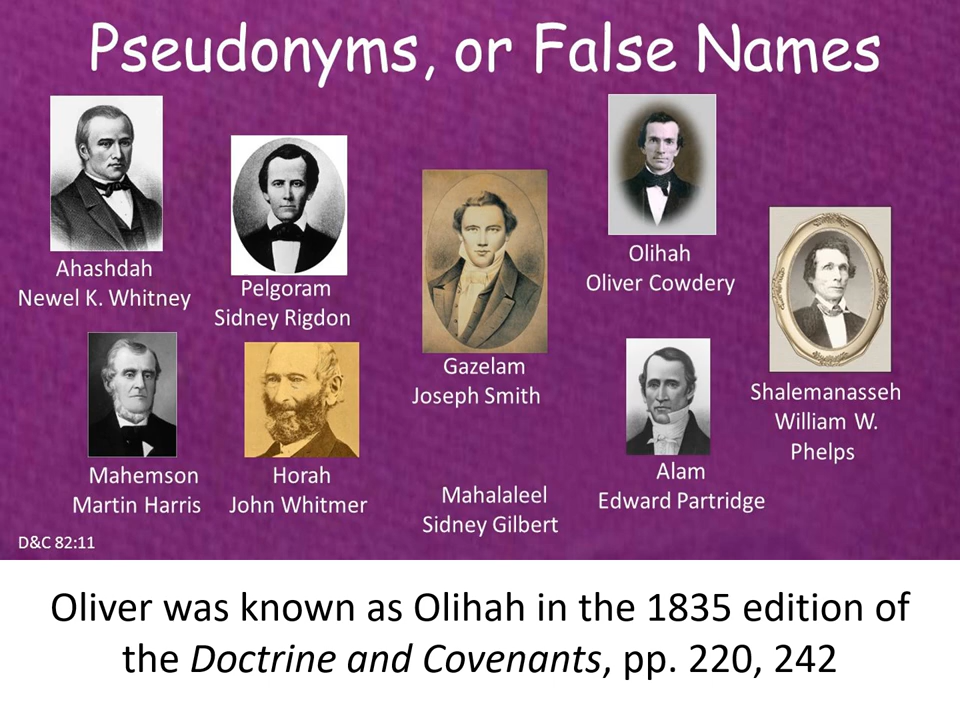 Pseudonyms, or False Names
Ahashdah
Newel K. Whitney
Pelgoram
Sidney Rigdon
Gazelam
Joseph Smith
Olihah
Oliver Cowdery
Shalemanasseh
William W.
Phelps
Mahemson
Martin Harris
Horah
John Whitmer
Mahalaleel
Sidney Gilbert
Alam
Edward Partridge
D&C 82:11
Oliver was known as Olihah in the 1835 edition of
the Doctrine and Covenants, pp. 220, 242